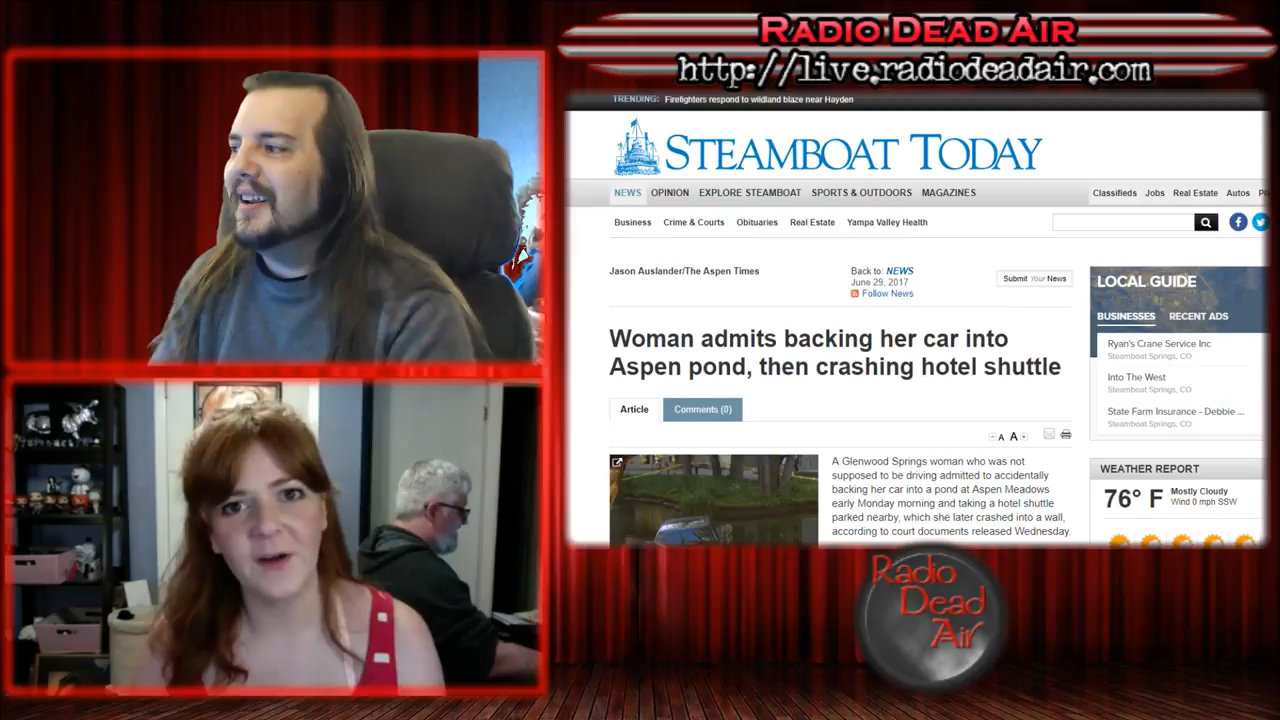 RADIO DEAD AIR
http://live.radiodeadair.com
TRENDING: Firefighters respond to wildland blaze near Hayden
STEAMBOAT TODAY
NEWS OPINION EXPLORE STEAMBOAT SPORTS & OUTDOORS MAGAZINES
Classifieds Jobs Real Estate Autos
Business Crime & Courts Obituaries Real Estate Yampa Valley Health
Jason Auslander/The Aspen Times
Back to: NEWS
June 29, 2017
Follow News
Submit Your News
Woman admits backing her car into
Aspen pond, then crashing hotel shuttle
Article Comments (0)
A A
A Glenwood Springs woman who was not
supposed to be driving admitted to accidentally
backing her car into a pond at Aspen Meadows
early Monday morning and taking a hotel shuttle
parked nearby, which she later crashed into a wall,
according to court documents released Wednesday.
LOCAL GUIDE
BUSINESSES RECENT ADS
Ryan's Crane Service Inc
Steamboat Springs, CO
Into The West
Steamboat Springs, CO
State Farm Insurance - Debbie ...
Steamboat Springs, CO
WEATHER REPORT
76° F
Mostly Cloudy
Wind 0 mph SSW
Radio
Dead
Air